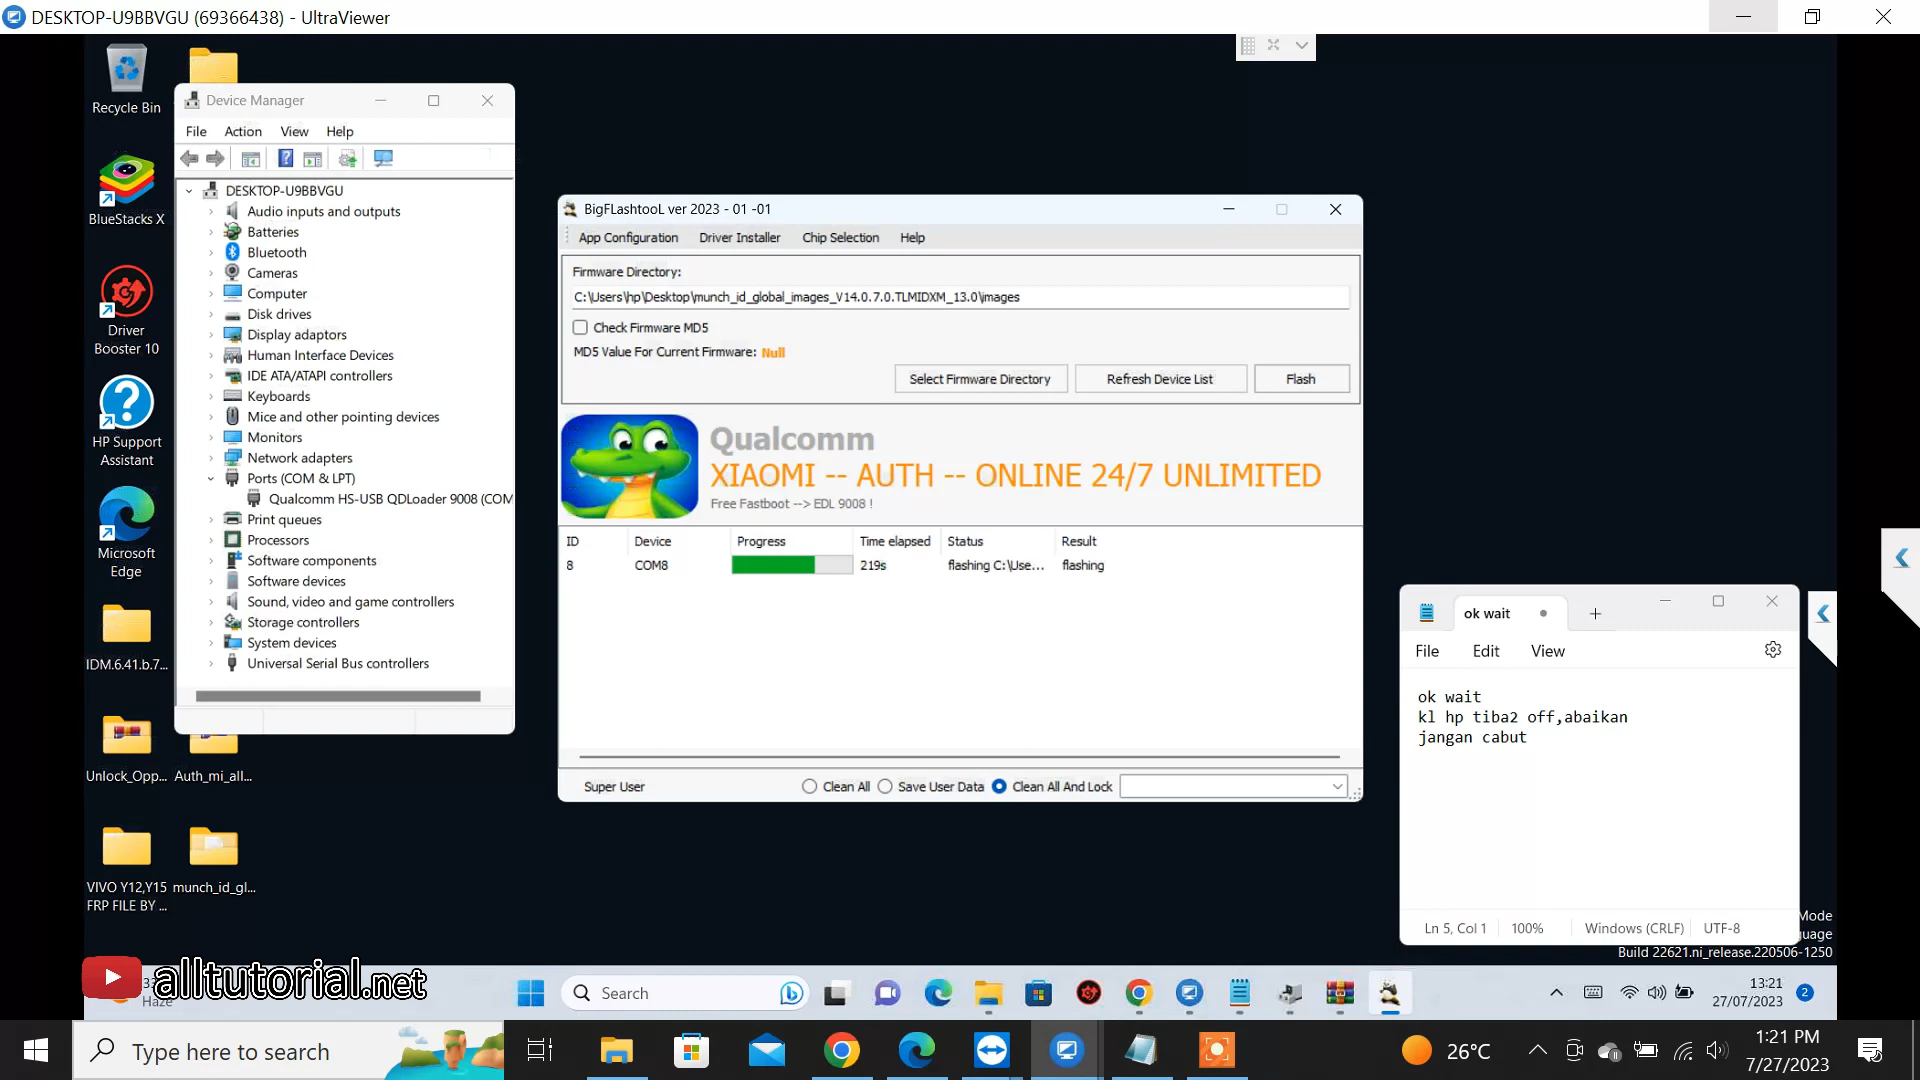 DESKTOP-U9BBVGU (69366438) - UltraViewer
Recycle Bin
BlueStacks X
Driver
Booster 10
HP Support
Assistant
Microsoft
Edge
IDM.6.41.b.7...
Unlock_Opp...
Auth_mi_all...
VIVO Y12,Y15
FRP FILE BY ...
munch_id_gl...
Device Manager
File Action View Help
DESKTOP-U9BBVGU
Audio inputs and outputs
Batteries
Bluetooth
Cameras
Computer
Disk drives
Display adaptors
Human Interface Devices
IDE ATA/ATAPI controllers
Keyboards
Mice and other pointing devices
Monitors
Network adapters
Ports (COM & LPT)
Qualcomm HS-USB QDLoader 9008 (COM
Print queues
Processors
Software components
Software devices
Sound, video and game controllers
Storage controllers
System devices
Universal Serial Bus controllers
BigFLashtooL ver 2023 - 01 -01
App Configuration Driver Installer Chip Selection Help
Firmware Directory:
C:\Users\hp\Desktop\munch_id_global_images_V14.0.7.0.TLMIDXM_13.0\images
Check Firmware MD5
MD5 Value For Current Firmware: Null
Select Firmware Directory Refresh Device List Flash
Qualcomm
XIAOMI -- AUTH -- ONLINE 24/7 UNLIMITED
Free Fastboot --> EDL 9008 !
ID Device Progress Time elapsed Status Result
8 COM8 219s flashing C:\Use... flashing
Super User Clean All Save User Data Clean All And Lock
ok wait
File Edit View
ok wait
kl hp tiba2 off,abaikan
jangan cabut
Ln 5, Col 1 100% Windows (CRLF) UTF-8
Mode
guage
Build 22621.ni_release.220506-1250
alltutorial.net
Haze
Search
13:21
27/07/2023
2
Type here to search
26°C
1:21 PM
7/27/2023